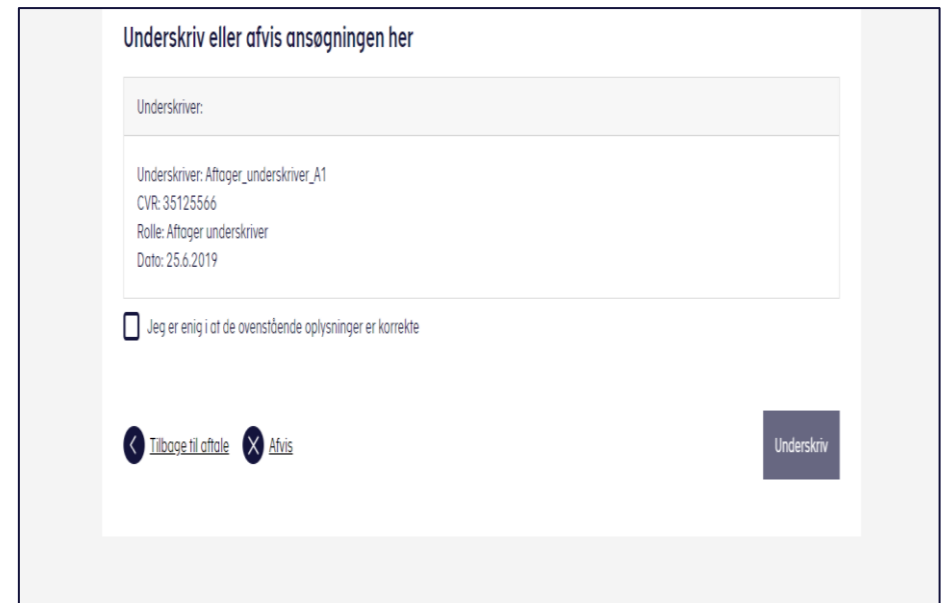 Underskriv eller afvis ansøgningen her
Underskriver:
Underskriver: Aftager_underskriver_A1
CVR: 35125566
Rolle: Aftager underskriver
Dato: 25.6.2019
Jeg er enig i at de ovenstående oplysninger er korrekte
Tilbage til aftale Afvis Underskriv